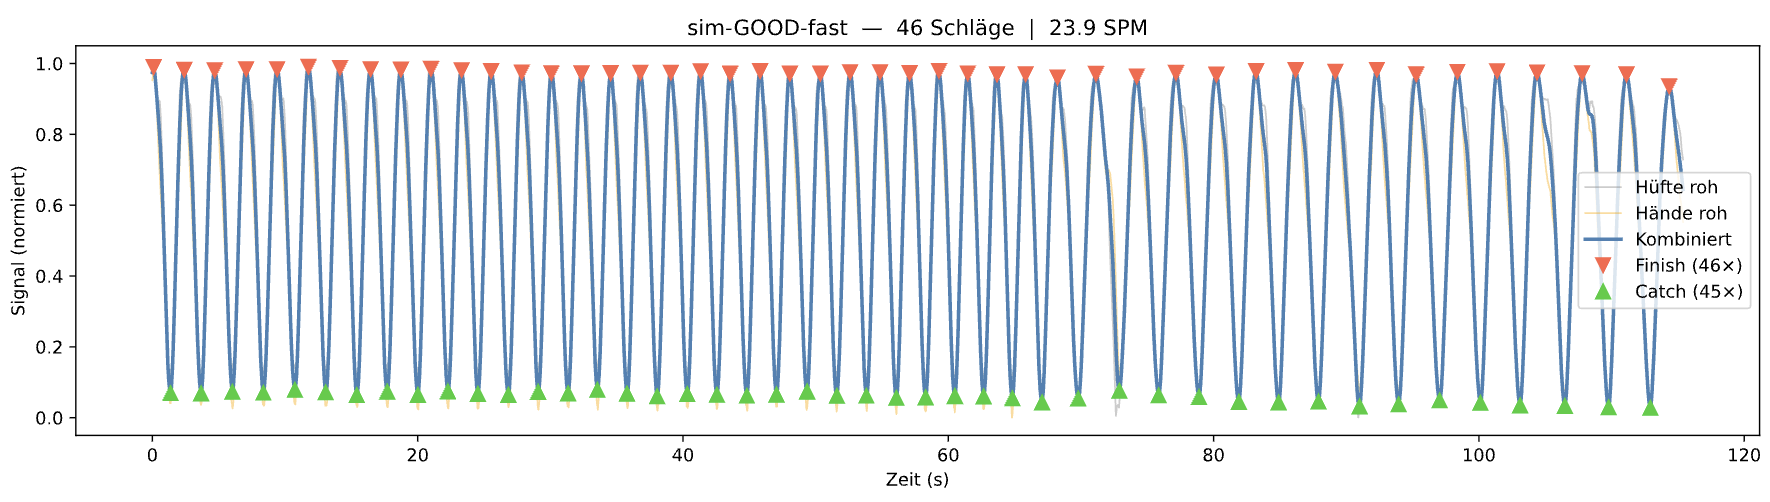 sim-GOOD-fast — 46 Schläge | 23.9 SPM
Signal (normiert)
1.0
0.8
0.6
0.4
0.2
0.0
Hüfte roh
Hände roh
Kombiniert
Finish (46×)
Catch (45×)
0 20 40 60 80 100 120
Zeit (s)